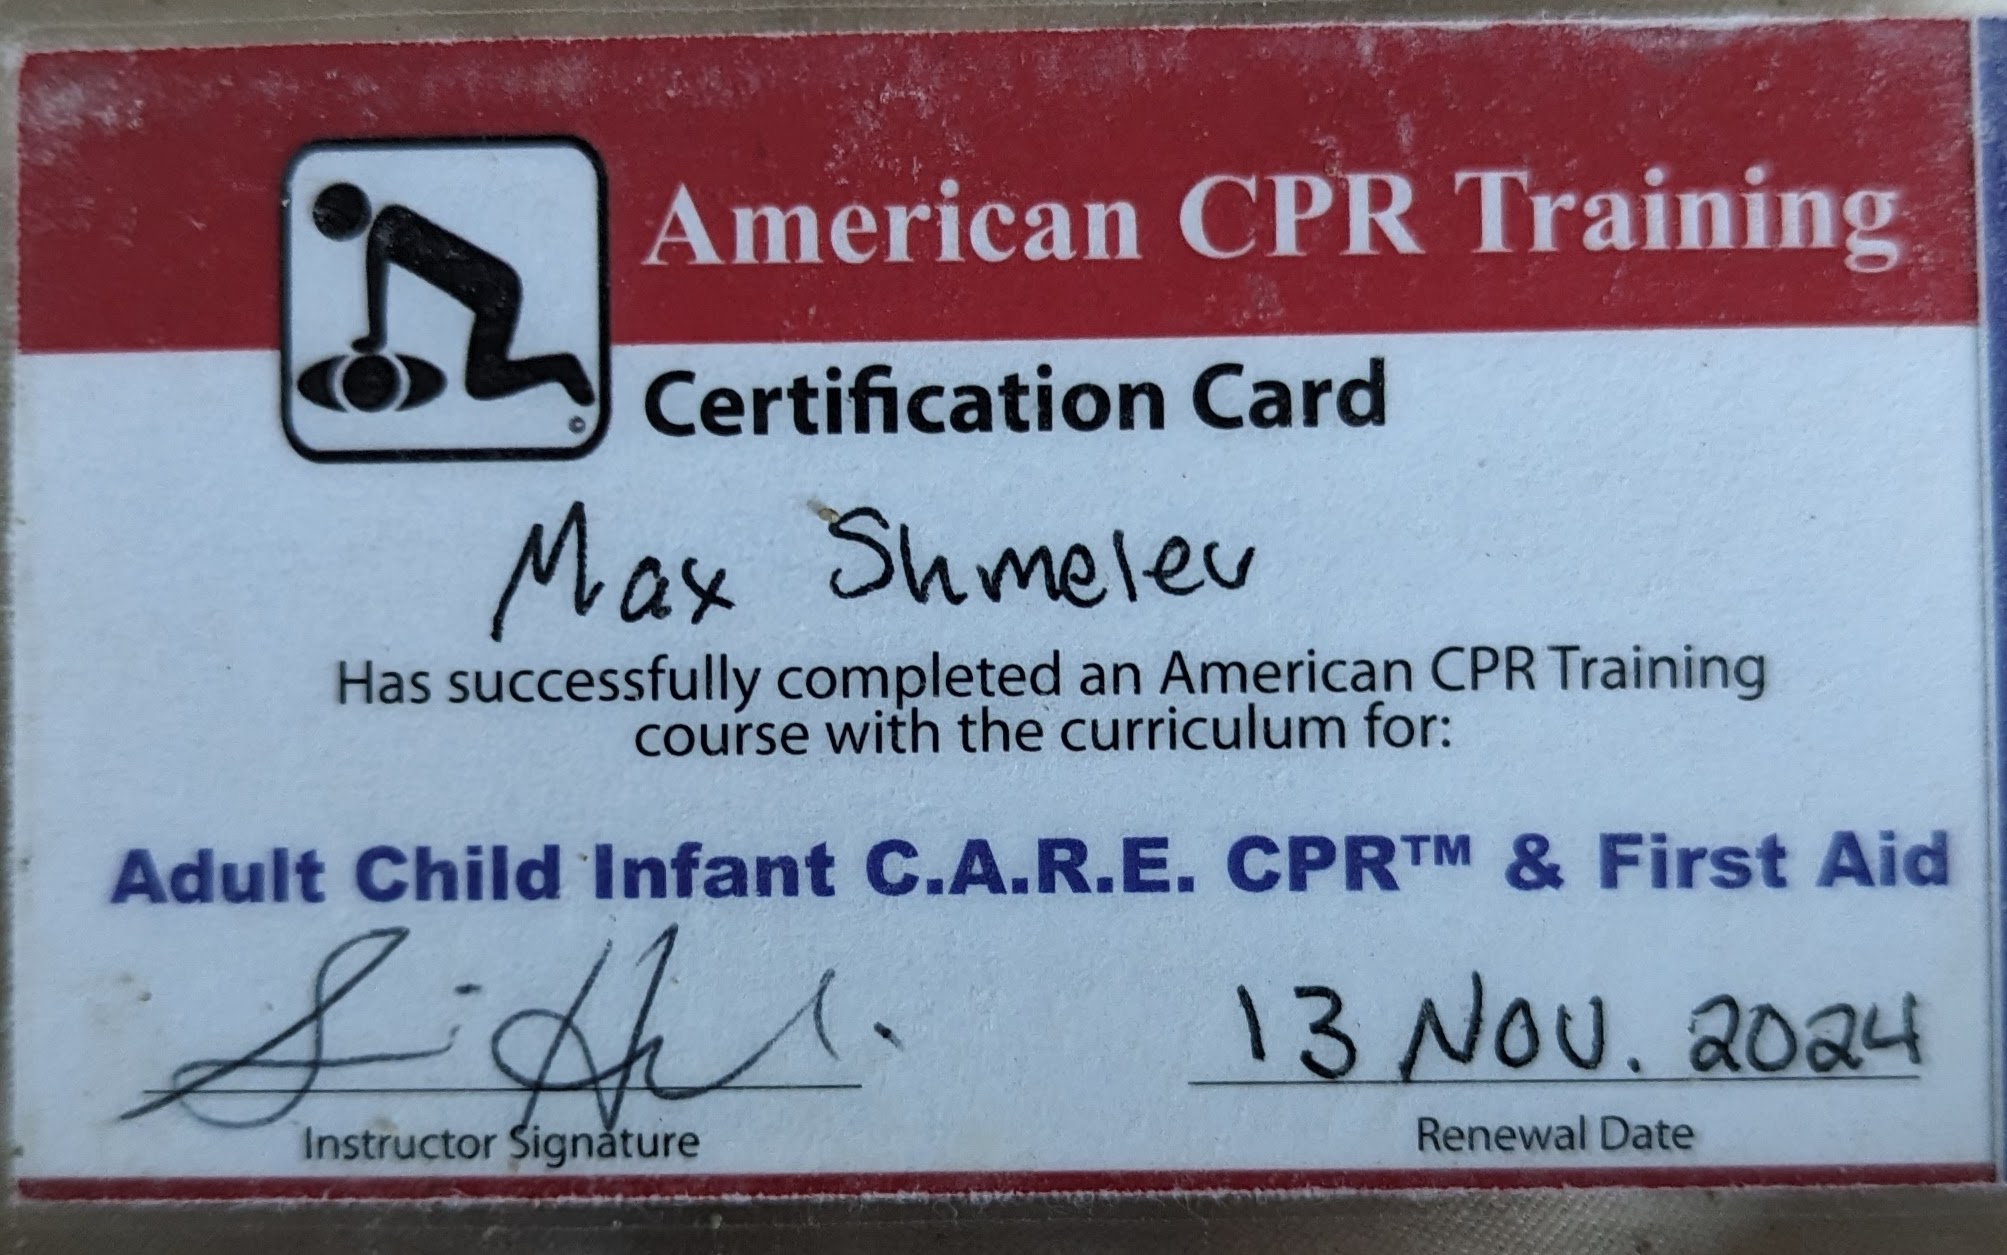 American CPR Training
©
Certification Card
Max Shmelev
Has successfully completed an American CPR Training
course with the curriculum for:
Adult Child Infant C.A.R.E. CPR™ & First Aid
13 Nov. 2024
Instructor Signature
Renewal Date